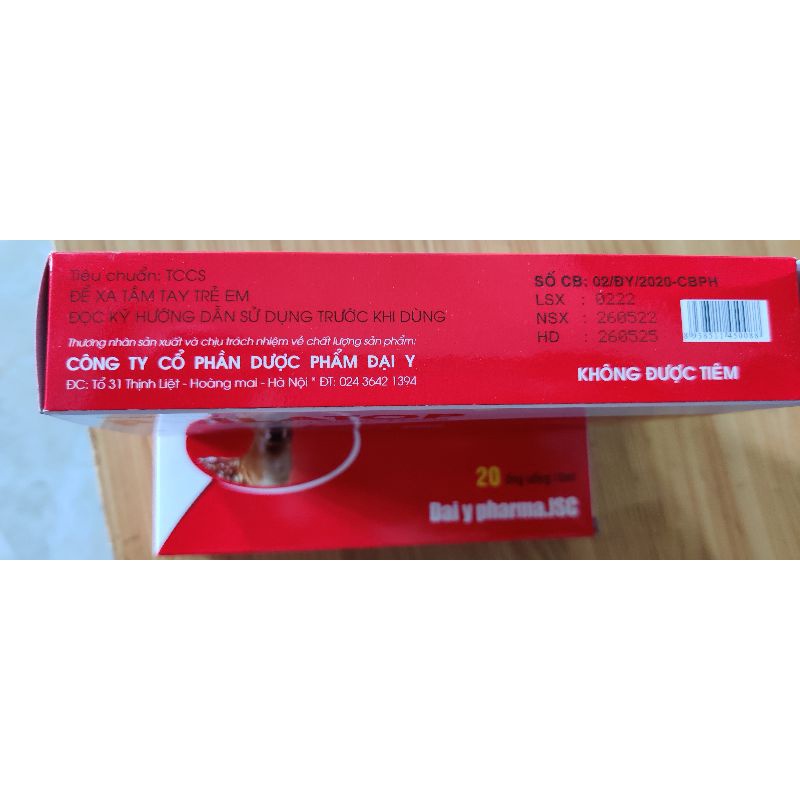 Tiêu chuẩn: TCCS
ĐỂ XA TẦM TAY TRẺ EM
ĐỌC KỸ HƯỚNG DẪN SỬ DỤNG TRƯỚC KHI DÙNG
Thương nhân sản xuất và chịu trách nhiệm về chất lượng sản phẩm:
CÔNG TY CỔ PHẦN DƯỢC PHẨM ĐẠI Y
ĐC: Tổ 31 Thịnh Liệt - Hoàng mai - Hà Nội * ĐT: 024 3642 1394
SỐ CB: 02/ĐY/2020-CBPH
LSX : 0222
NSX : 260522
HD : 260525
8938511450088
KHÔNG ĐƯỢC TIÊM
20 ống uống
Dai y pharma.JSC